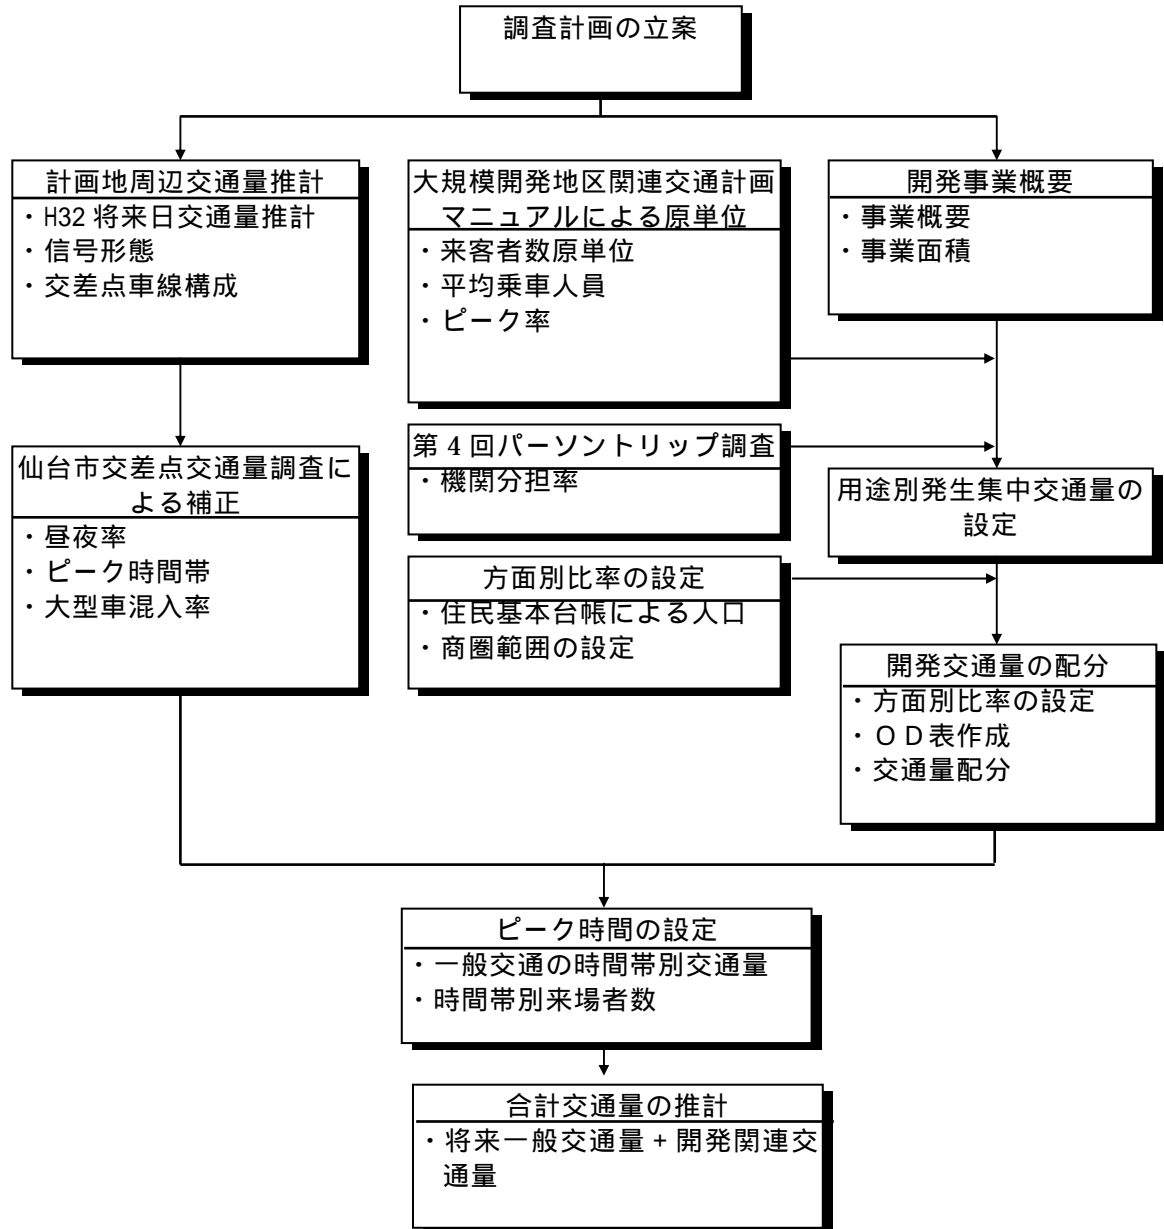 調査計画の立案
計画地周辺交通量推計
・H32 将来日交通量推計
・信号形態
・交差点車線構成
大規模開発地区関連交通計画
マニュアルによる原単位
・来客者数原単位
・平均乗車人員
・ピーク率
開発事業概要
・事業概要
・事業面積
仙台市交差点交通量調査に
よる補正
・昼夜率
・ピーク時間帯
・大型車混入率
第 4 回パーソントリップ調査
・機関分担率
用途別発生集中交通量の
設定
方面別比率の設定
・住民基本台帳による人口
・商圏範囲の設定
開発交通量の配分
・方面別比率の設定
・ＯＤ表作成
・交通量配分
ピーク時間の設定
・一般交通の時間帯別交通量
・時間帯別来場者数
合計交通量の推計
・将来一般交通量 + 開発関連交
通量